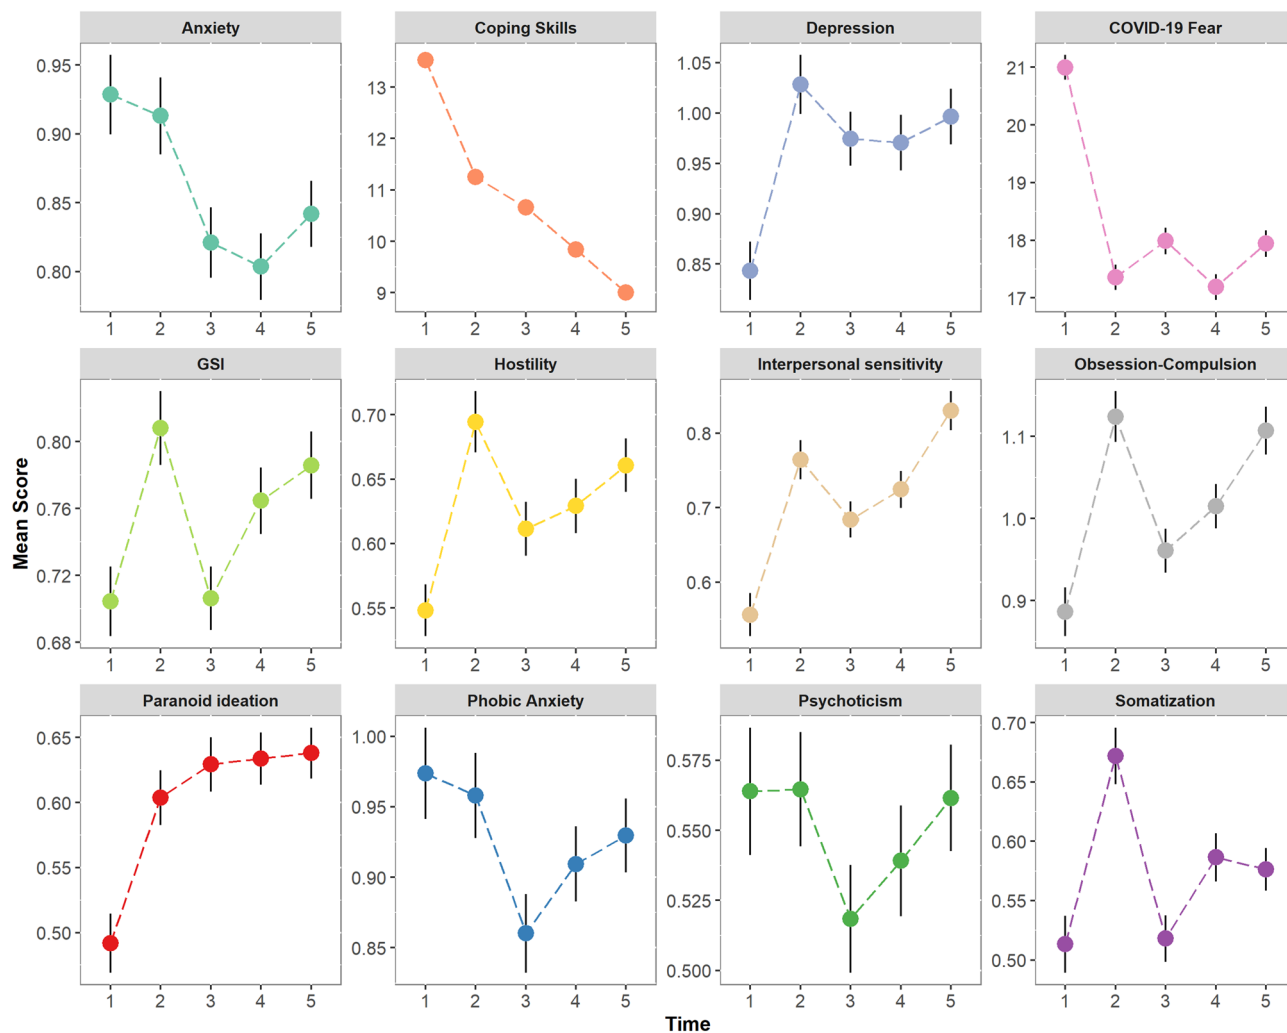 Anxiety
Coping Skills
Depression
COVID-19 Fear
0.95
0.90
0.85
0.80
13
12
11
10
9
1.05
1.00
0.95
0.90
0.85
21
20
19
18
17
1 2 3 4 5
1 2 3 4 5
1 2 3 4 5
1 2 3 4 5
GSI
Hostility
Interpersonal sensitivity
Obsession-Compulsion
Mean Score
0.80
0.76
0.72
0.68
0.70
0.65
0.60
0.55
0.8
0.7
0.6
1.1
1.0
0.9
1 2 3 4 5
1 2 3 4 5
1 2 3 4 5
1 2 3 4 5
Paranoid ideation
Phobic Anxiety
Psychoticism
Somatization
0.65
0.60
0.55
0.50
1.00
0.95
0.90
0.85
0.575
0.550
0.525
0.500
0.70
0.65
0.60
0.55
0.50
1 2 3 4 5
1 2 3 4 5
1 2 3 4 5
1 2 3 4 5
Time